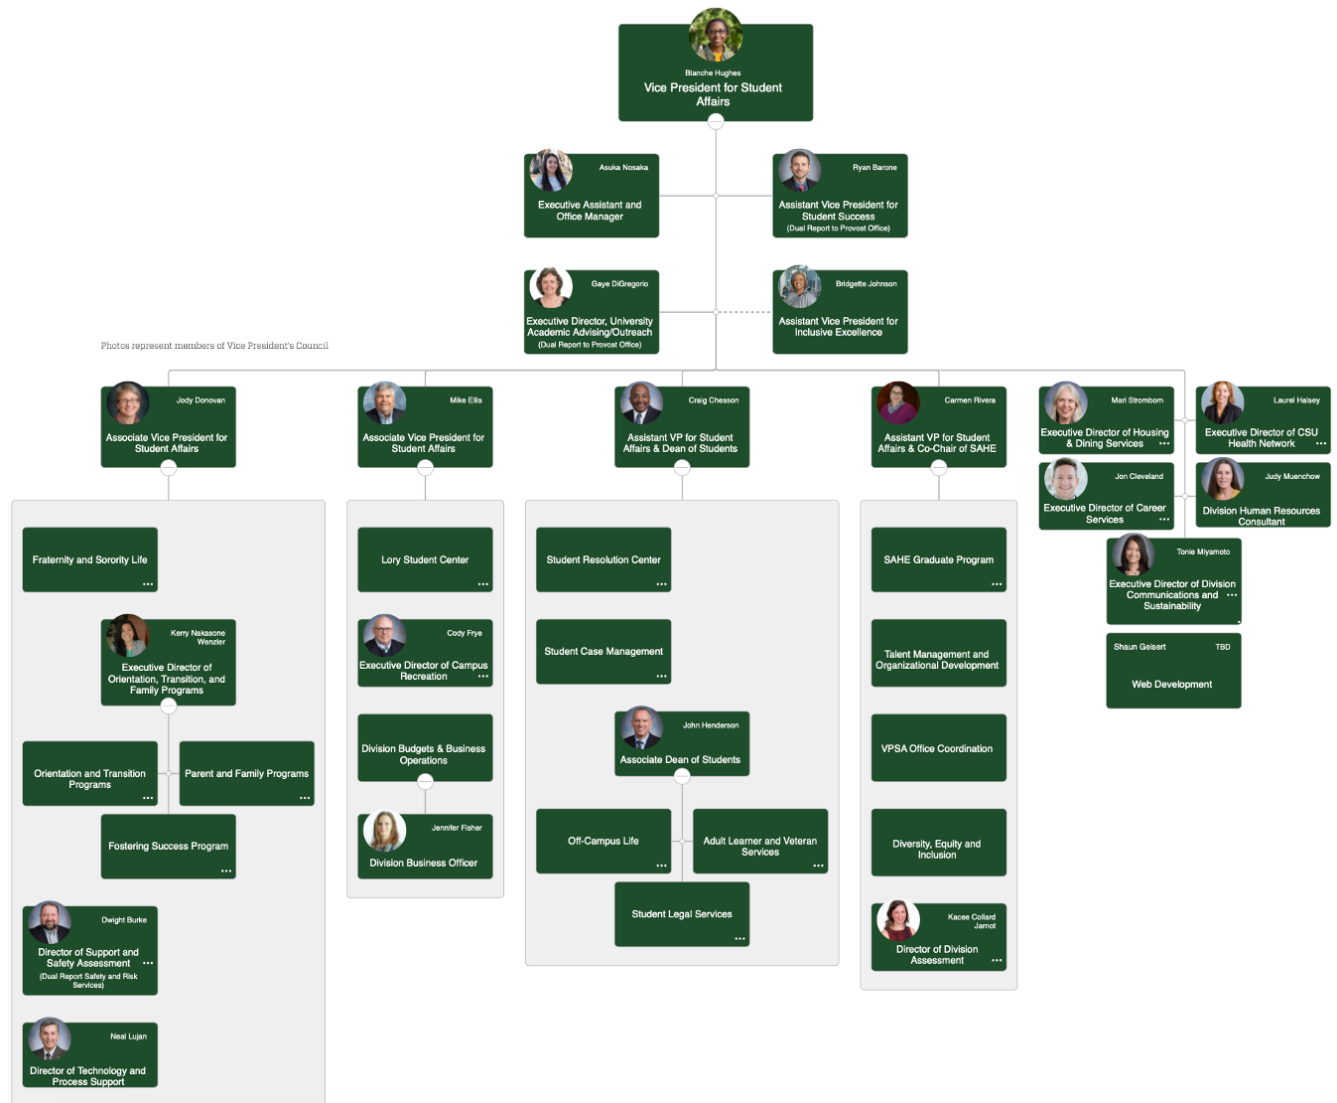 Blanche Hughes
Vice President for Student
Affairs
Asuka Nosaka
Executive Assistant and
Office Manager
Ryan Barone
Assistant Vice President for
Student Success
(Dual Report to Provost Office)
Gaye DiGregorio
Executive Director, University
Academic Advising/Outreach
(Dual Report to Provost Office)
Bridgette Johnson
Assistant Vice President for
Inclusive Excellence
Photos represent members of Vice President's Council
Jody Donovan
Associate Vice President for
Student Affairs
Mike Ellis
Associate Vice President for
Student Affairs
Craig Chesson
Assistant VP for Student
Affairs & Dean of Students
Carmen Rivera
Assistant VP for Student
Affairs & Co-Chair of SAHE
Mari Strombom
Executive Director of Housing
& Dining Services
Laurel Halsey
Executive Director of CSU
Health Network
Jon Cleveland
Executive Director of Career
Services
Judy Muenchow
Division Human Resources
Consultant
Tonie Miyamoto
Executive Director of Division
Communications and
Sustainability
Shaun Geisert
TBD
Web Development
Fraternity and Sorority Life
Kerry Nakasone
Wenzler
Executive Director of
Orientation, Transition, and
Family Programs
Orientation and Transition
Programs
Parent and Family Programs
Fostering Success Program
Dwight Burke
Director of Support and
Safety Assessment
(Dual Report Safety and Risk
Services)
Neal Lujan
Director of Technology and
Process Support
Lory Student Center
Cody Frye
Executive Director of Campus
Recreation
Division Budgets & Business
Operations
Jennifer Fisher
Division Business Officer
Student Resolution Center
Student Case Management
John Henderson
Associate Dean of Students
Off-Campus Life
Adult Learner and Veteran
Services
Student Legal Services
SAHE Graduate Program
Talent Management and
Organizational Development
VPSA Office Coordination
Diversity, Equity and
Inclusion
Kacee Collard
Jarnot
Director of Division
Assessment